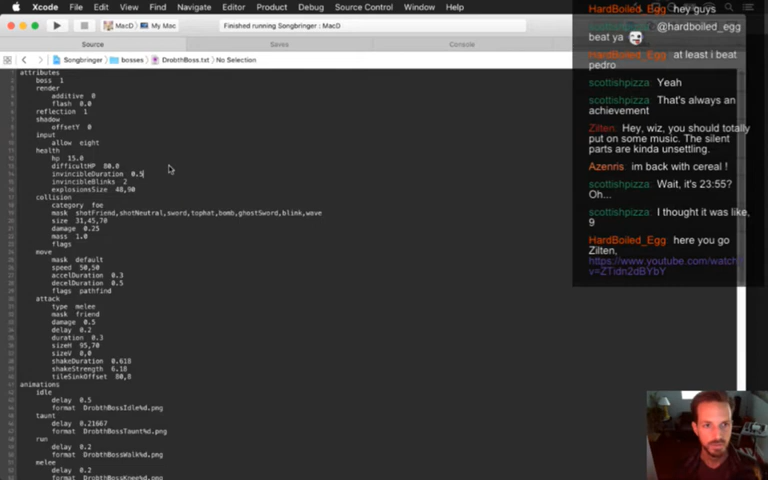 Xcode File Edit View Find Navigate Editor Product Debug Source Control Window Help
MacD My Mac Finished running Songbringer : MacD
Source Saves Console
Songbringer bosses DrobthBoss.txt No Selection
attributes
boss 1
render
additive 0
flash 0.0
reflection 1
shadow
offsetY 0
input
allow eight
health
hp 15.0
difficultHP 80.0
invincibleDuration 0.5
invincibleBlinks 2
explosionsSize 48,90
collision
category foe
mask shotFriend,shotNeutral,sword,tophat,bomb,ghostSword,blink,wave
size 31,45,70
damage 0.25
mass 1.0
flags
move
mask default
speed 50,50
accelDuration 0.3
decelDuration 0.5
flags pathfind
attack
type melee
mask friend
damage 0.5
delay 0.2
duration 0.3
sizeH 95,70
sizeV 0,0
shakeDuration 0.618
shakeStrength 6.18
tileSinkOffset 80,8
animations
idle
delay 0.5
format DrobthBossIdle%d.png
taunt
delay 0.21667
format DrobthBossTaunt%d.png
run
delay 0.2
format DrobthBossWalk%d.png
melee
delay 0.2
format DrobthBossKnee%d.png
HardBoiled_Egg hey guys
@hardboiled_egg
beat ya
HardBoiled_Egg: at least i beat
pedro
scottishpizza: Yeah
scottishpizza: That's always an
achievement
Zilten: Hey, wiz, you should totally
put on some music. The silent
parts are kinda unsettling.
Azenris: im back with cereal !
scottishpizza: Wait, it's 23:55?
Oh...
scottishpizza: I thought it was like,
9
HardBoiled_Egg: here you go
Zilten,
https://www.youtube.com/watch?
v=ZTidn2dBYbY